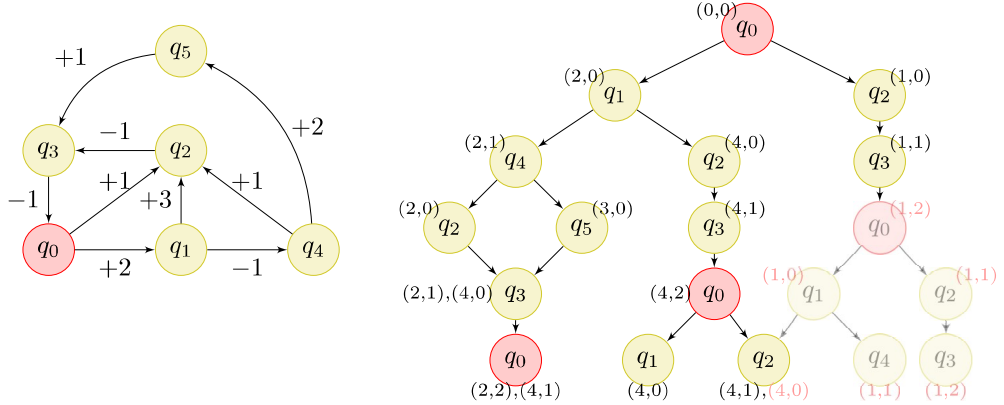 q5
+1
+2
q3
−1
q2
−1
+1
+3
+1
q0
+2
q1
−1
q4
(0,0)
q0
(2,0)
q1
(1,0)
q2
(2,1)
q4
(4,0)
q2
(1,1)
q3
(2,0)
q2
(3,0)
q5
(4,1)
q3
(1,2)
q0
(2,1),(4,0)
q3
(4,2)
q0
(1,0)
q1
(1,1)
q2
q0
(2,2),(4,1)
q1
(4,0)
q2
(4,1),(4,0)
q4
(1,1)
q3
(1,2)